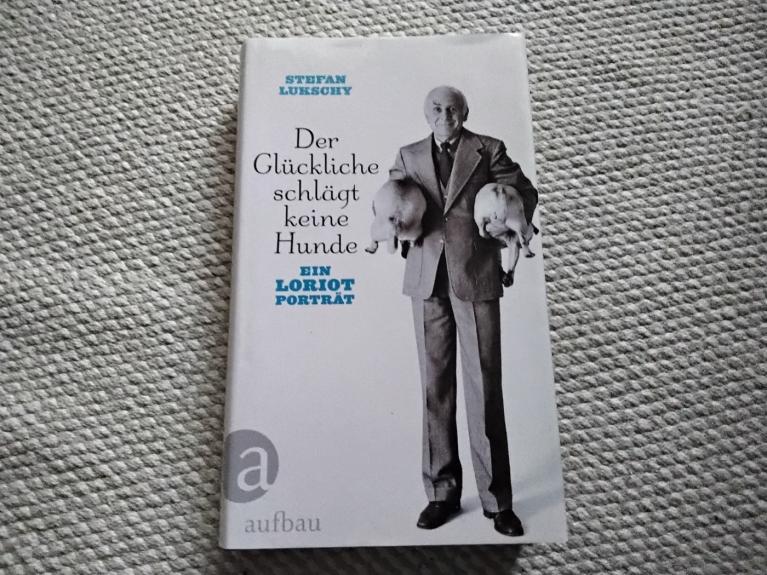 STEFAN
LUKSCHY
Der
Glückliche
schlägt
keine
Hunde
EIN
LORIOT
PORTRÄT
a
aufbau